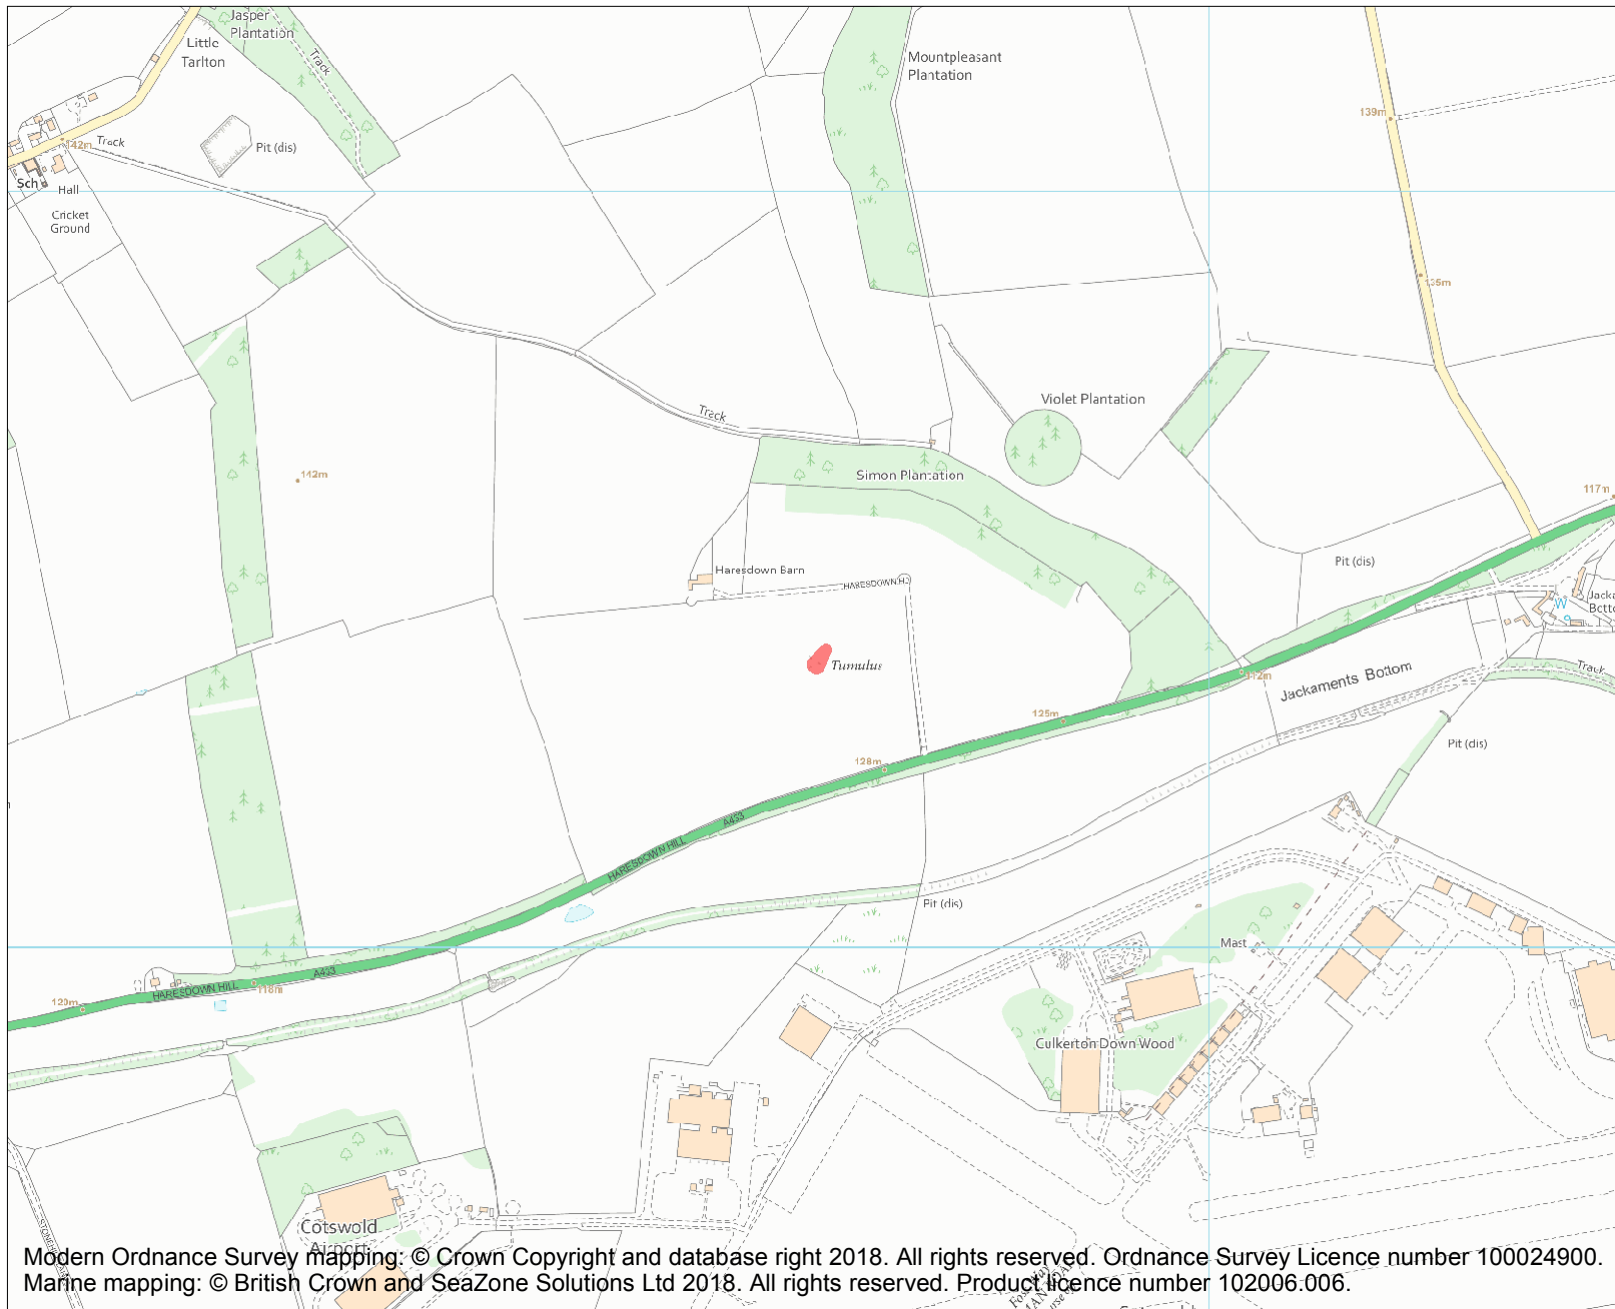 Jasper
Plantation
Little
Tarlton
Track
Mountpleasant
Plantation
139m
142m
Track
Pit (dis)
Sch
Hall
Cricket
Ground
135m
Track
Violet Plantation
142m
Simon Plantation
117m
Pit (dis)
Haresdown Barn
W
Tumulus
112m
Jackaments Bottom
Track
125m
Pit (dis)
128m
A433
HARESDOWN HILL
Pit (dis)
Mast
A433
HARESDOWN HILL
118m
120m
Culkerton Down Wood
Cotswold
Airport
Modern Ordnance Survey mapping: © Crown Copyright and database right 2018. All rights reserved. Ordnance Survey Licence number 100024900.
Marine mapping: © British Crown and SeaZone Solutions Ltd 2018. All rights reserved. Product licence number 102006.006.